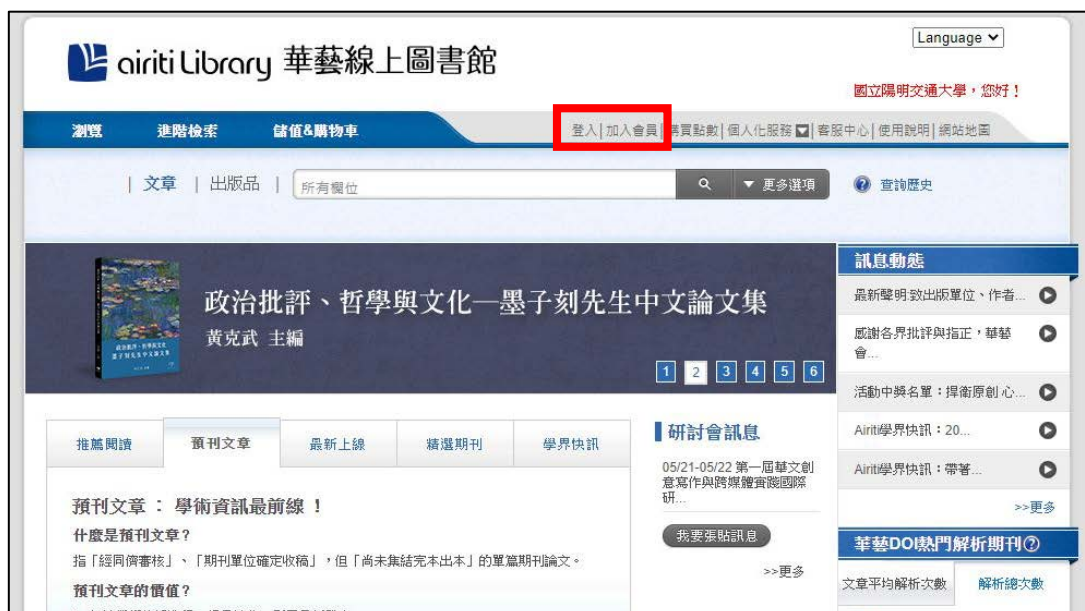 Language
airiti Library 華藝線上圖書館
國立陽明交通大學，您好！
瀏覽 進階檢索 儲值&購物車
登入|加入會員|購買點數|個人化服務|客服中心|使用說明|網站地圖
| 文章 | 出版品 | 所有欄位 更多選項 查詢歷史
政治批評、哲學與文化—墨子刻先生中文論文集
黃克武 主編
1 2 3 4 5 6
訊息動態
最新聲明:致出版單位、作者...
感謝各界批評與指正，華藝
會...
活動中獎名單：捍衛原創 心...
Airiti學界快訊：20...
Airiti學界快訊：帶著...
>>更多
推薦閱讀 預刊文章 最新上線 精選期刊 學界快訊
預刊文章 ： 學術資訊最前線 ！
什麼是預刊文章?
指「經同儕審核」、「期刊單位確定收稿」，但「尚未集結完本出本」的單篇期刊論文。
預刊文章的價值?
研討會訊息
05/21-05/22 第一屆華文創
意寫作與跨媒體實踐國際
研...
我要張貼訊息
>>更多
華藝DOI熱門解析期刊
文章平均解析次數 解析總次數